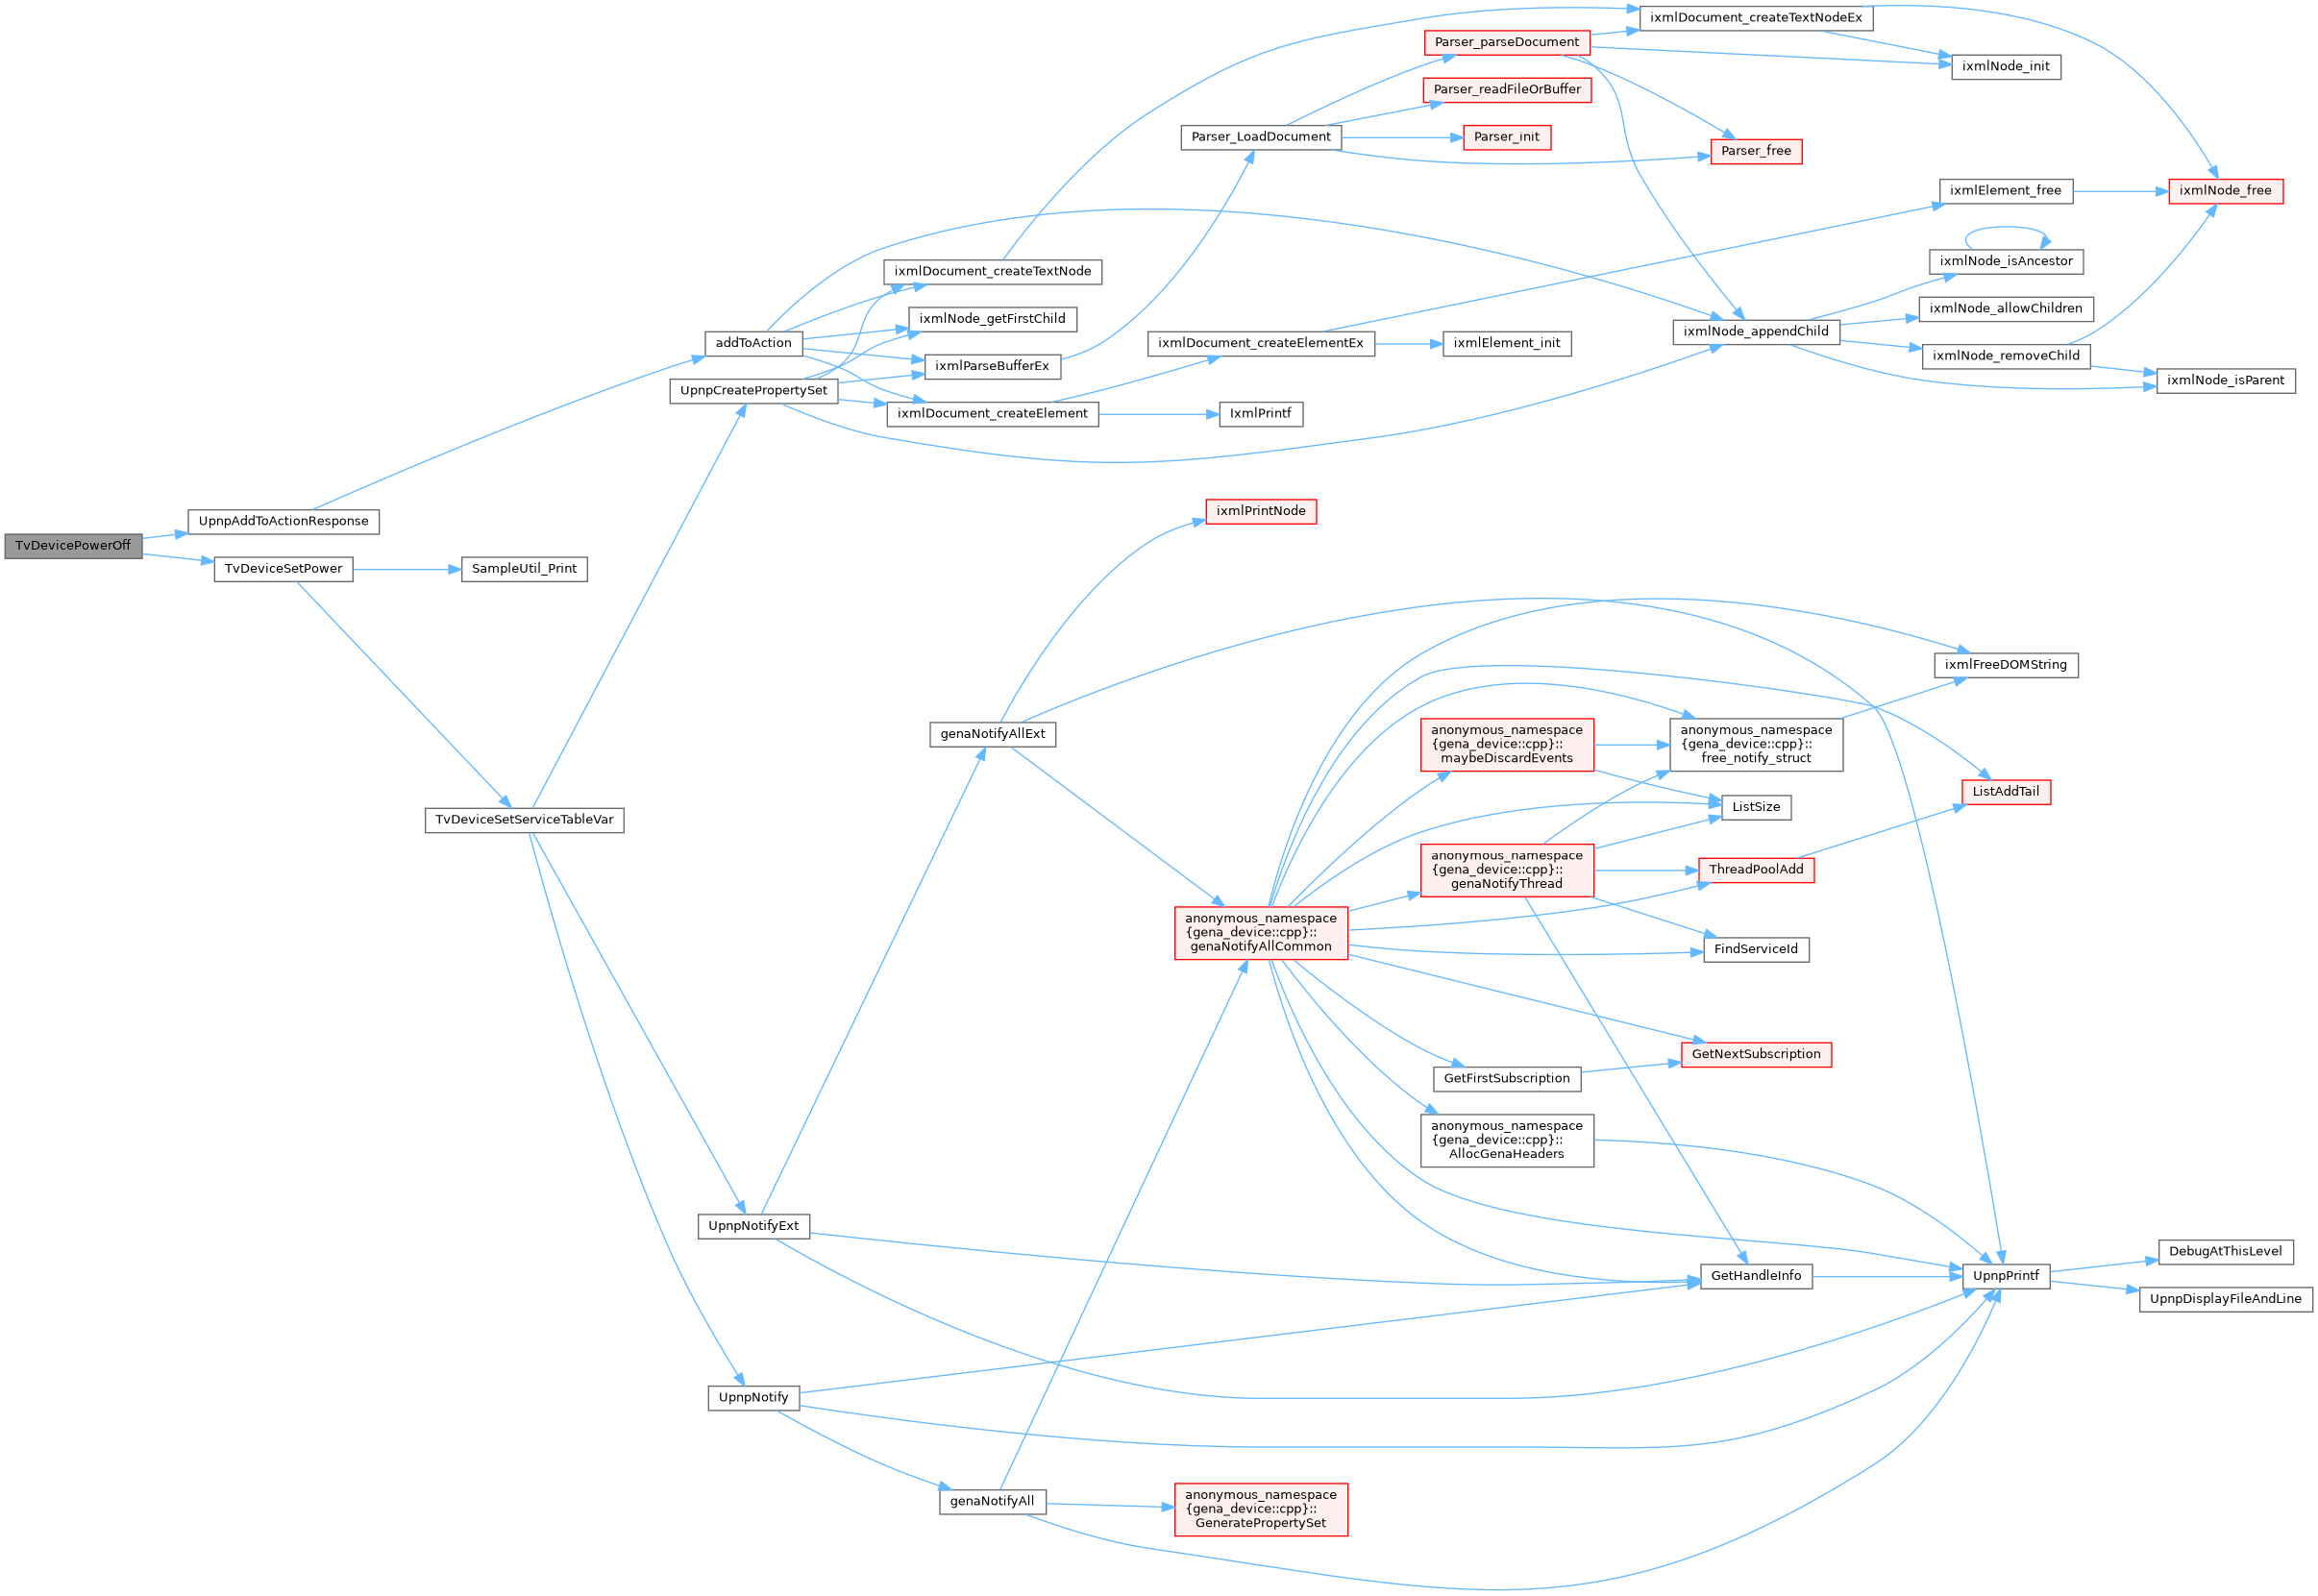 ixmlDocument_createTextNodeEx
Parser_parseDocument
ixmlNode_init
Parser_readFileOrBuffer
Parser_LoadDocument
Parser_init
Parser_free
ixmlElement_free
ixmlNode_free
ixmlNode_isAncestor
ixmlDocument_createTextNode
ixmlNode_allowChildren
ixmlNode_getFirstChild
ixmlNode_appendChild
addToAction
ixmlDocument_createElementEx
ixmlElement_init
ixmlNode_removeChild
ixmlParseBufferEx
ixmlNode_isParent
UpnpCreatePropertySet
ixmlDocument_createElement
IxmlPrintf
ixmlPrintNode
UpnpAddToActionResponse
TvDevicePowerOff
TvDeviceSetPower
SampleUtil_Print
ixmlFreeDOMString
genaNotifyAllExt
anonymous_namespace
{gena_device::cpp}::
maybeDiscardEvents
anonymous_namespace
{gena_device::cpp}::
free_notify_struct
ListAddTail
ListSize
TvDeviceSetServiceTableVar
anonymous_namespace
{gena_device::cpp}::
genaNotifyThread
ThreadPoolAdd
anonymous_namespace
{gena_device::cpp}::
genaNotifyAllCommon
FindServiceId
GetNextSubscription
GetFirstSubscription
anonymous_namespace
{gena_device::cpp}::
AllocGenaHeaders
UpnpNotifyExt
DebugAtThisLevel
GetHandleInfo
UpnpPrintf
UpnpDisplayFileAndLine
UpnpNotify
genaNotifyAll
anonymous_namespace
{gena_device::cpp}::
GeneratePropertySet